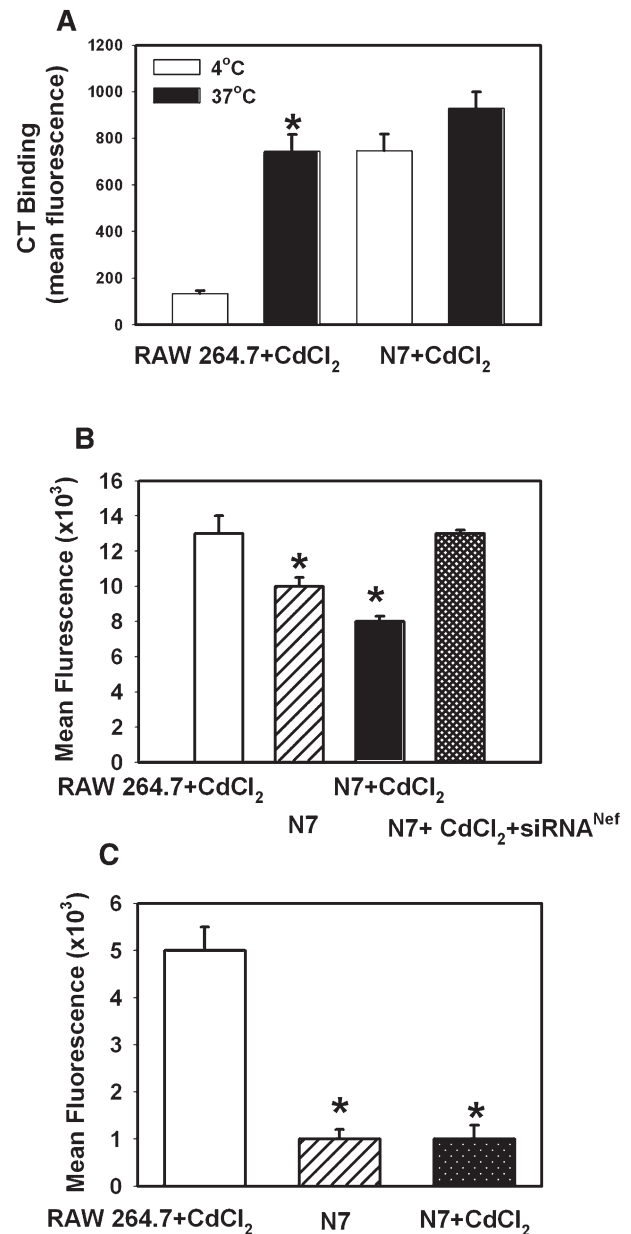 A
CT Binding
(mean fluorescence)
1200
1000
800
600
400
200
0
4°C
37°C
*
RAW 264.7+CdCl₂ N7+CdCl₂
B
Mean Flurescence (x10³)
16
14
12
10
8
6
4
2
0
* *
RAW 264.7+CdCl₂ N7+CdCl₂
N7 N7+ CdCl₂+siRNAᴺᵉᶠ
C
Mean Fluorescence (x10³)
6
5
4
3
2
1
0
* *
RAW 264.7+CdCl₂ N7 N7+CdCl₂